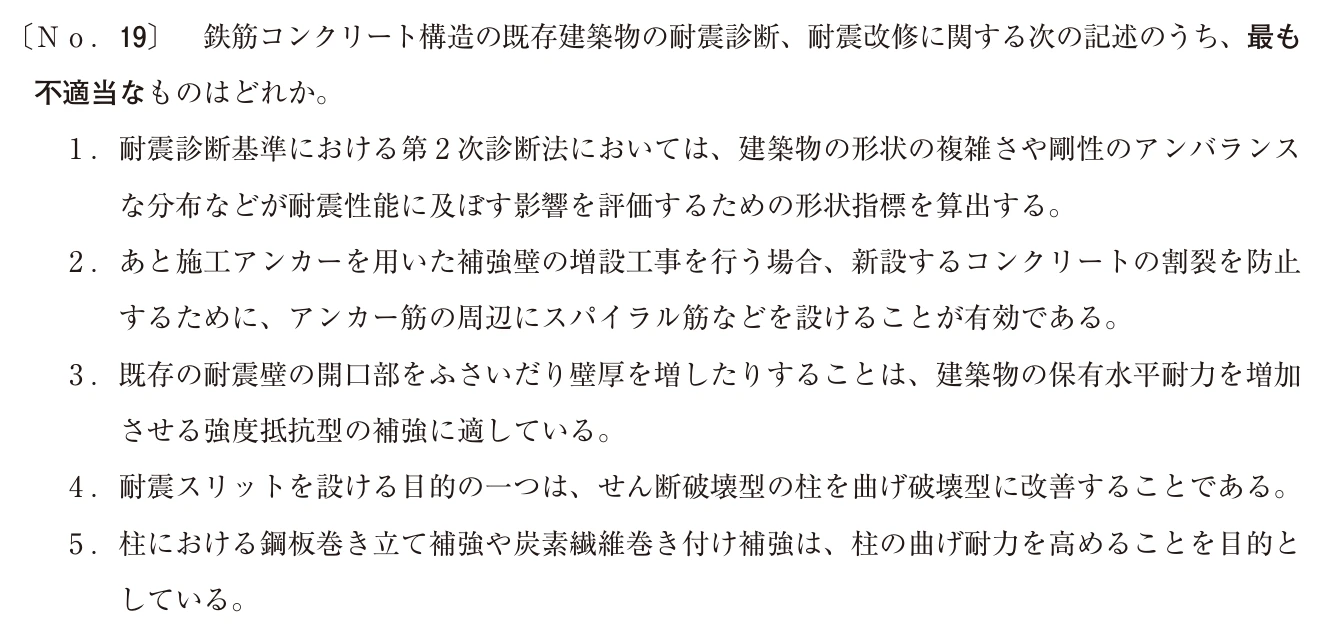 〔Ｎｏ．19〕　鉄筋コンクリート構造の既存建築物の耐震診断、耐震改修に関する次の記述のうち、最も
不適当なものはどれか。
１．耐震診断基準における第２次診断法においては、建築物の形状の複雑さや剛性のアンバランス
な分布などが耐震性能に及ぼす影響を評価するための形状指標を算出する。
２．あと施工アンカーを用いた補強壁の増設工事を行う場合、新設するコンクリートの割裂を防止
するために、アンカー筋の周辺にスパイラル筋などを設けることが有効である。
３．既存の耐震壁の開口部をふさいだり壁厚を増したりすることは、建築物の保有水平耐力を増加
させる強度抵抗型の補強に適している。
４．耐震スリットを設ける目的の一つは、せん断破壊型の柱を曲げ破壊型に改善することである。
５．柱における鋼板巻き立て補強や炭素繊維巻き付け補強は、柱の曲げ耐力を高めることを目的と
している。